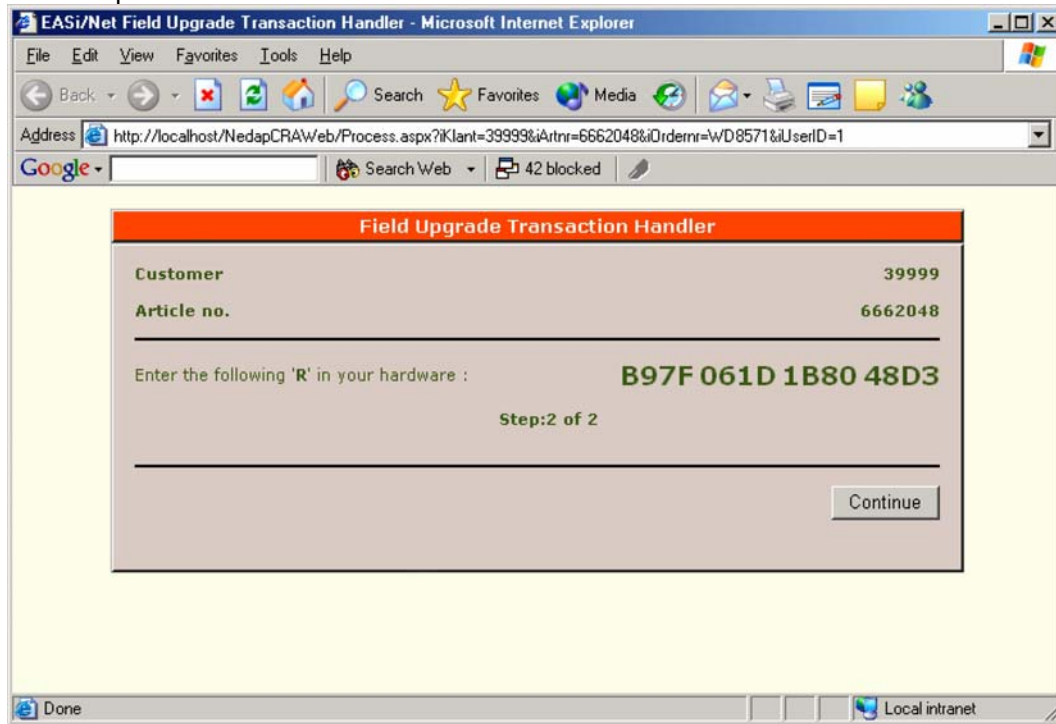 EASi/Net Field Upgrade Transaction Handler - Microsoft Internet Explorer
File Edit View Favorites Tools Help
Back Search Favorites Media
Address http://localhost/NedapCRAWeb/Process.aspx?iKlant=39999&iArtnr=6662048&iOrdernr=WD8571&iUserID=1
Google Search Web 42 blocked
Field Upgrade Transaction Handler
Customer 39999
Article no. 6662048
Enter the following 'R' in your hardware : B97F 061D 1B80 48D3
Step:2 of 2
Continue
Done Local intranet